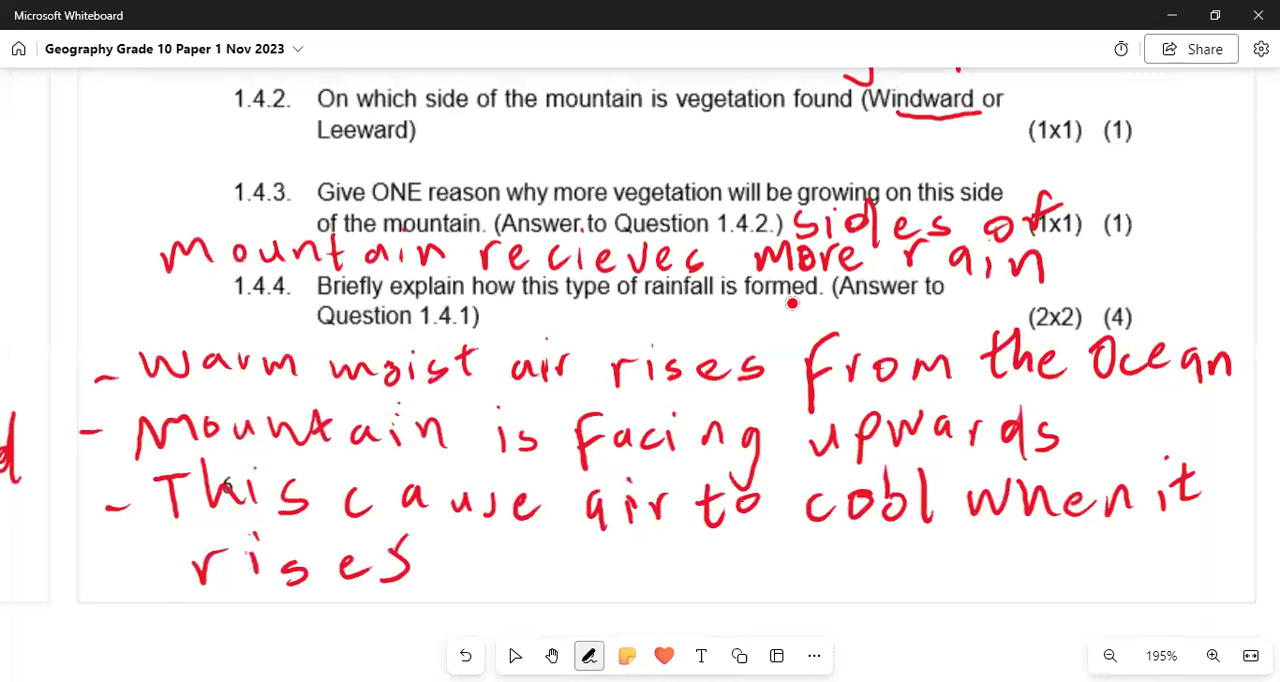 Microsoft Whiteboard
Geography Grade 10 Paper 1 Nov 2023
Share
1.4.2. On which side of the mountain is vegetation found (Windward or
Leeward) (1x1) (1)
1.4.3. Give ONE reason why more vegetation will be growing on this side
of the mountain. (Answer to Question 1.4.2.) (1x1) (1)
sides of
mountain recieves more rain
1.4.4. Briefly explain how this type of rainfall is formed. (Answer to
Question 1.4.1) (2x2) (4)
- Warm moist air rises from the Ocean
- Mountain is facing upwards
- This cause air to cool when it
rises
195%